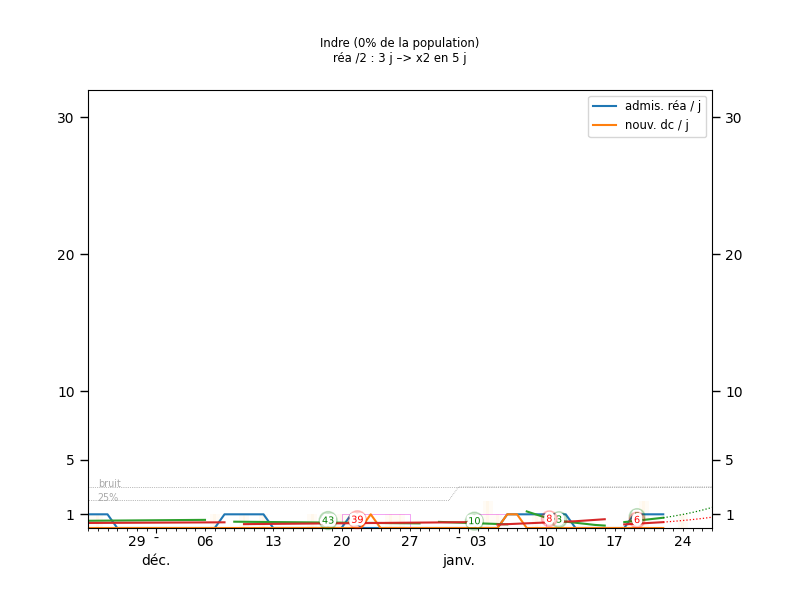 Indre (0% de la population)
réa /2 : 3 j –> x2 en 5 j
admis. réa / j
nouv. dc / j
30 30
20 20
10 10
5 5
bruit
25%
1 1
43 39 10 8 8 6
29 - 06 13 20 27 - 03 10 17 24
déc. janv.